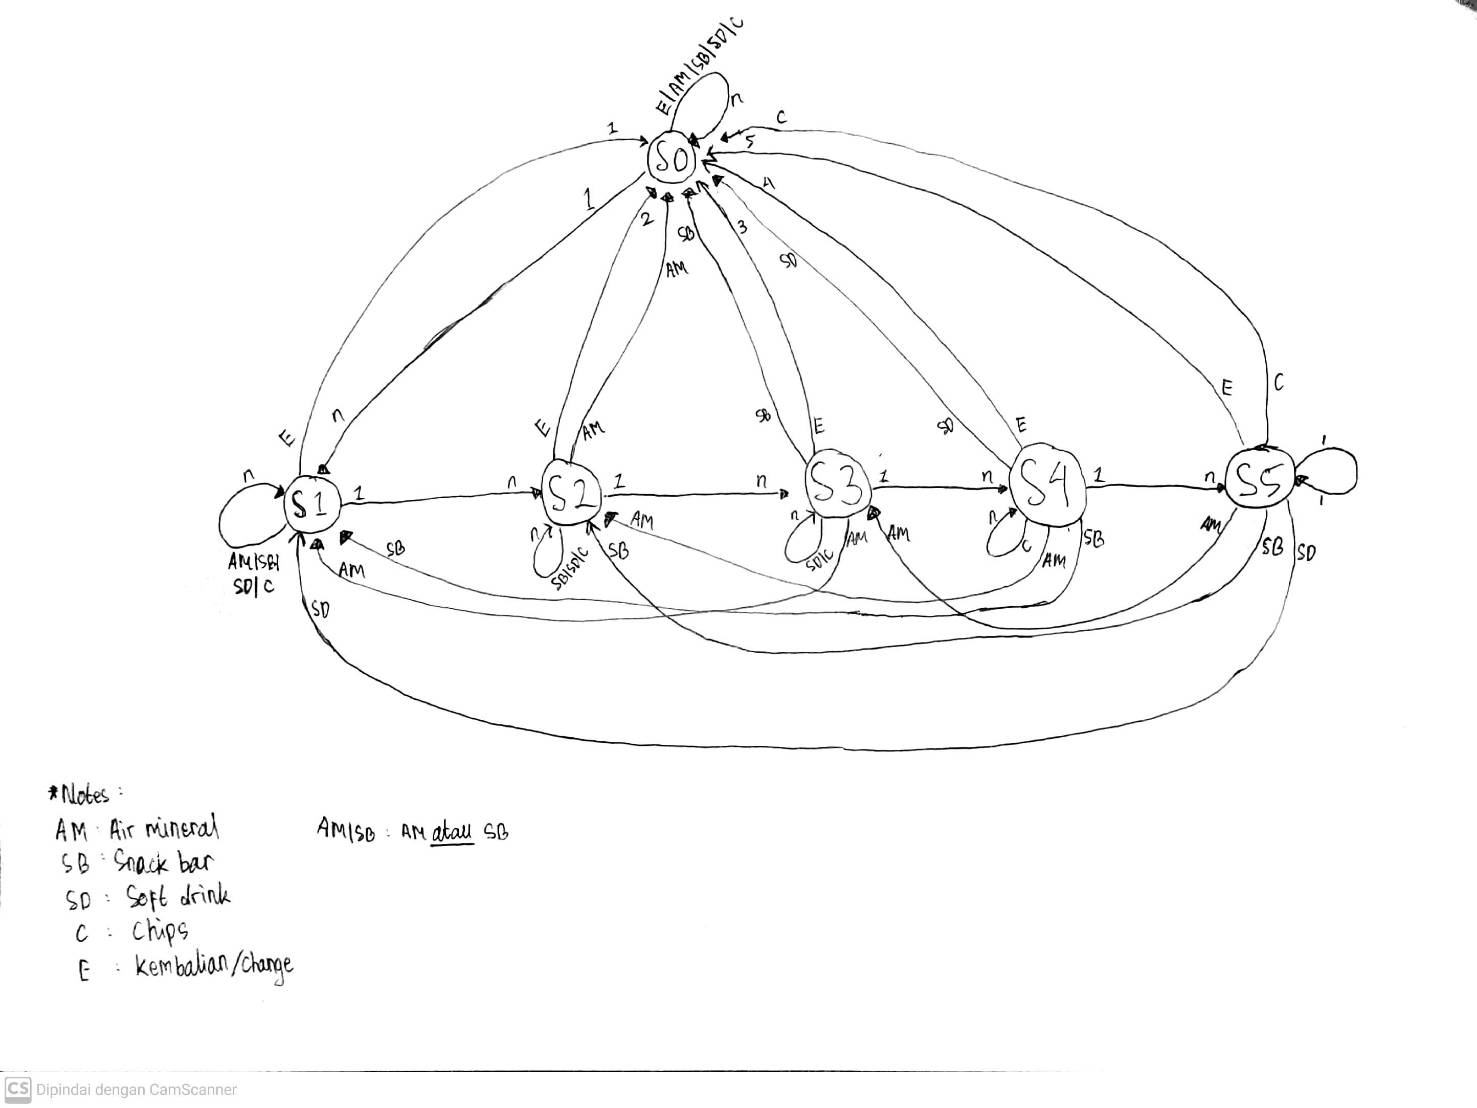 E|AM|SB|SD|C
n
1
S0
C
5
1
2
SB
3
4
SD
AM
n
E
E
AM
SB
E
SD
E
E
C
n
S1
1
n
S2
1
n
S3
1
n
S4
1
n
S5
1
1
AM|SB|
SD|C
n
SB|SD|C
n
SD|C
n
C
SB
AM
SD
AM
SB
AM
AM
AM
SB
AM
SB
SD
*Notes :
AM : Air mineral
AM|SB : AM atau SB
SB : Snack bar
SD : Soft drink
C : Chips
E : kembalian/change
CS Dipindai dengan CamScanner